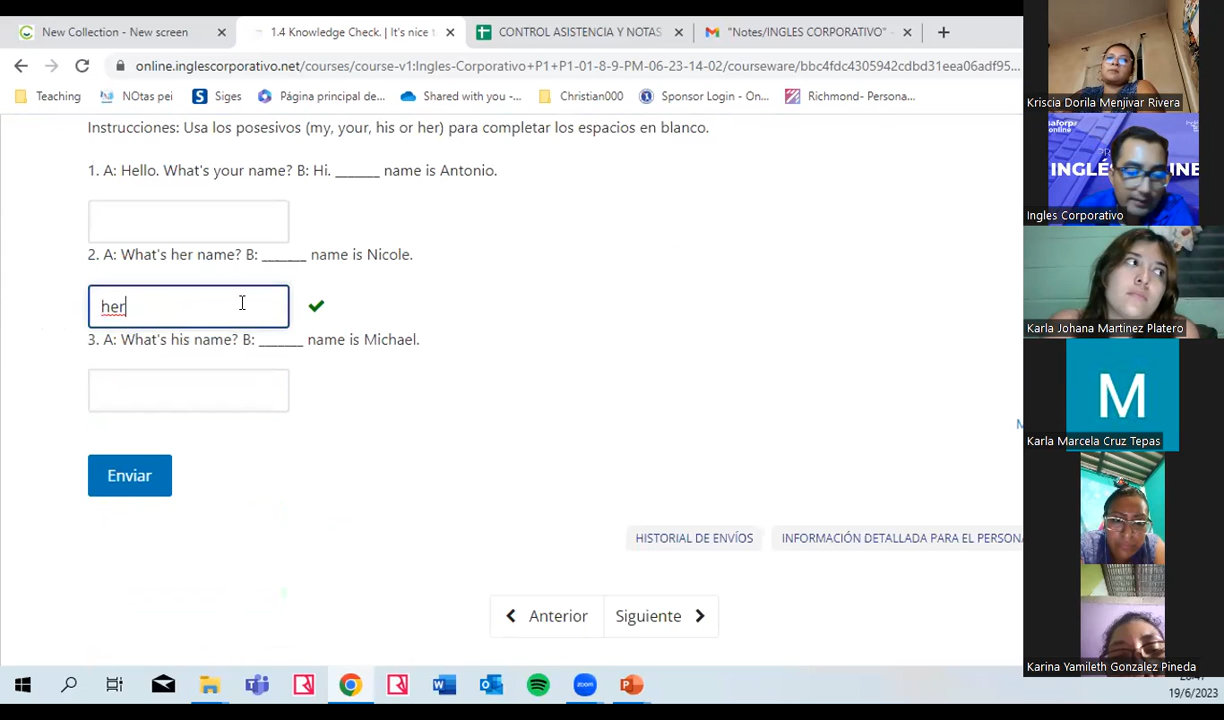 New Collection - New screen
1.4 Knowledge Check. | It's nice t
CONTROL ASISTENCIA Y NOTAS
"Notes/INGLES CORPORATIVO" -
online.inglescorporativo.net/courses/course-v1:Ingles-Corporativo+P1+P1-01-8-9-PM-06-23-14-02/courseware/bbc4fdc4305942cdbd31eea06adf95...
Teaching
NOtas pei
Siges
Página principal de...
Shared with you -...
Christian000
Sponsor Login - On...
Richmond- Persona...
Instrucciones: Usa los posesivos (my, your, his or her) para completar los espacios en blanco.
1. A: Hello. What's your name? B: Hi. _______ name is Antonio.
2. A: What's her name? B: _______ name is Nicole.
her
3. A: What's his name? B: _______ name is Michael.
Enviar
HISTORIAL DE ENVÍOS
INFORMACIÓN DETALLADA PARA EL PERSONA
Anterior
Siguiente
Kriscia Dorila Menjivar Rivera
INGLÉS
INE
Ingles Corporativo
Karla Johana Martinez Platero
M
Karla Marcela Cruz Tepas
Karina Yamileth Gonzalez Pineda
19/6/2023